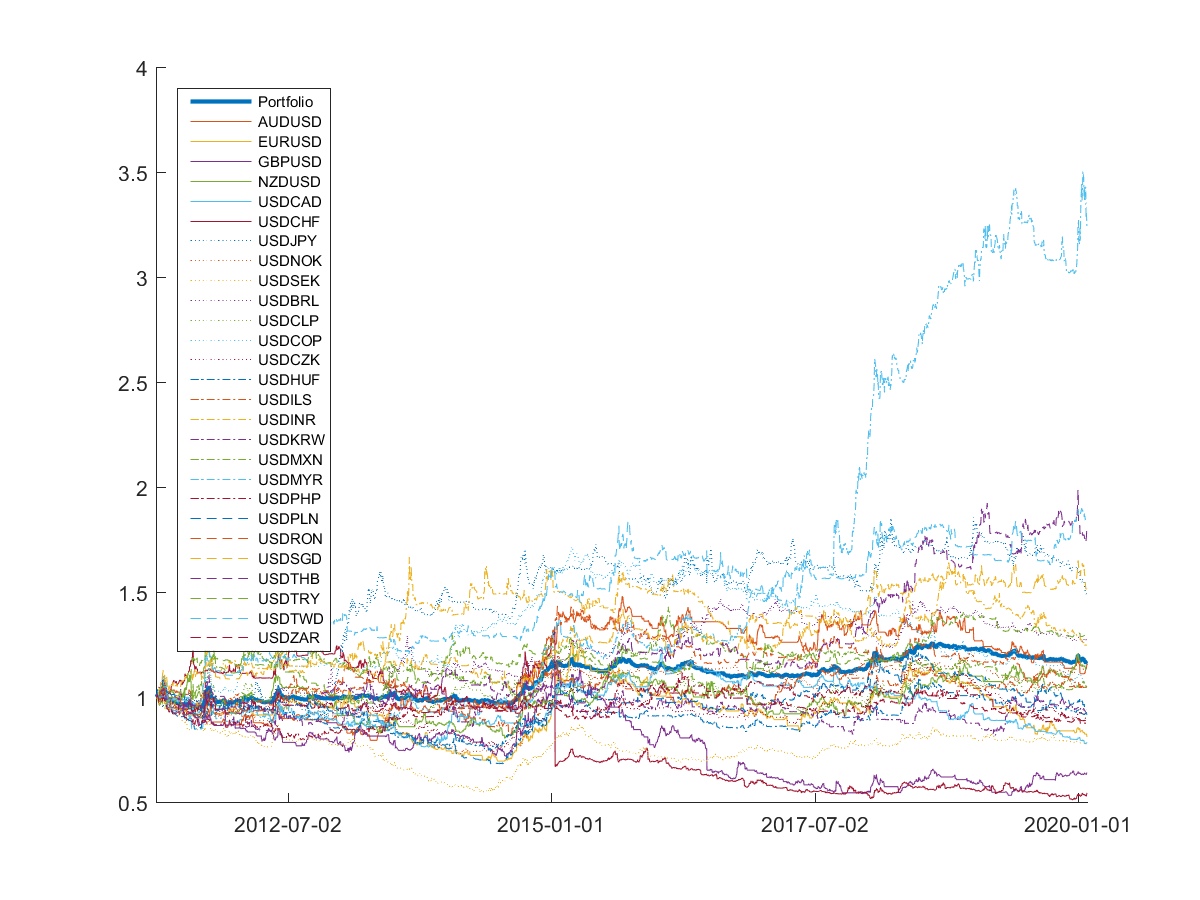 4
3.5
3
2.5
2
1.5
1
0.5
Portfolio
AUDUSD
EURUSD
GBPUSD
NZDUSD
USDCAD
USDCHF
USDJPY
USDNOK
USDSEK
USDBRL
USDCLP
USDCOP
USDCZK
USDHUF
USDILS
USDINR
USDKRW
USDMXN
USDMYR
USDPHP
USDPLN
USDRON
USDSGD
USDTHB
USDTRY
USDTWD
USDZAR
2012-07-02 2015-01-01 2017-07-02 2020-01-01